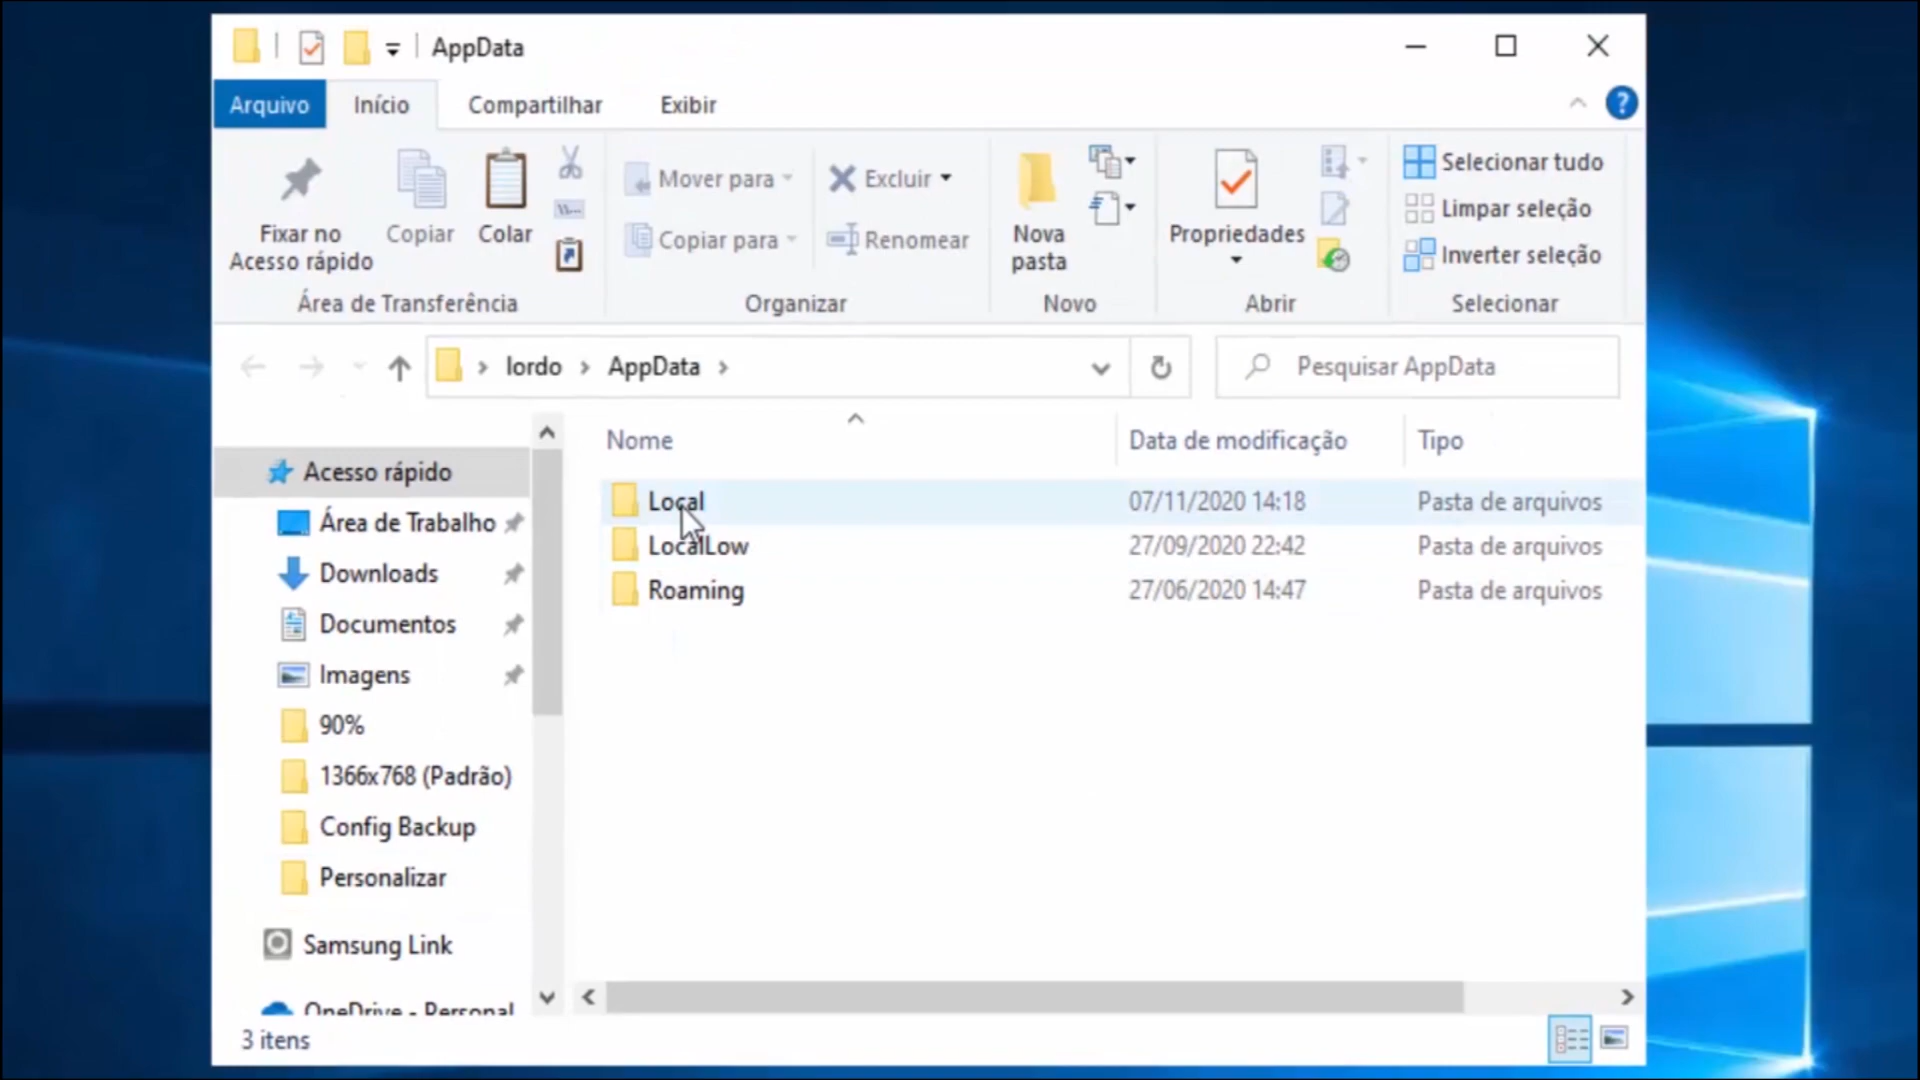 AppData
Arquivo Início Compartilhar Exibir
Fixar no
Acesso rápido
Copiar
Colar
Área de Transferência
Mover para
Copiar para
Excluir
Renomear
Organizar
Nova
pasta
Novo
Propriedades
Abrir
Selecionar tudo
Limpar seleção
Inverter seleção
Selecionar
lordo AppData
Pesquisar AppData
Acesso rápido
Área de Trabalho
Downloads
Documentos
Imagens
90%
1366x768 (Padrão)
Config Backup
Personalizar
Samsung Link
OneDrive - Personal
Nome Data de modificação Tipo
Local 07/11/2020 14:18 Pasta de arquivos
LocalLow 27/09/2020 22:42 Pasta de arquivos
Roaming 27/06/2020 14:47 Pasta de arquivos
3 itens